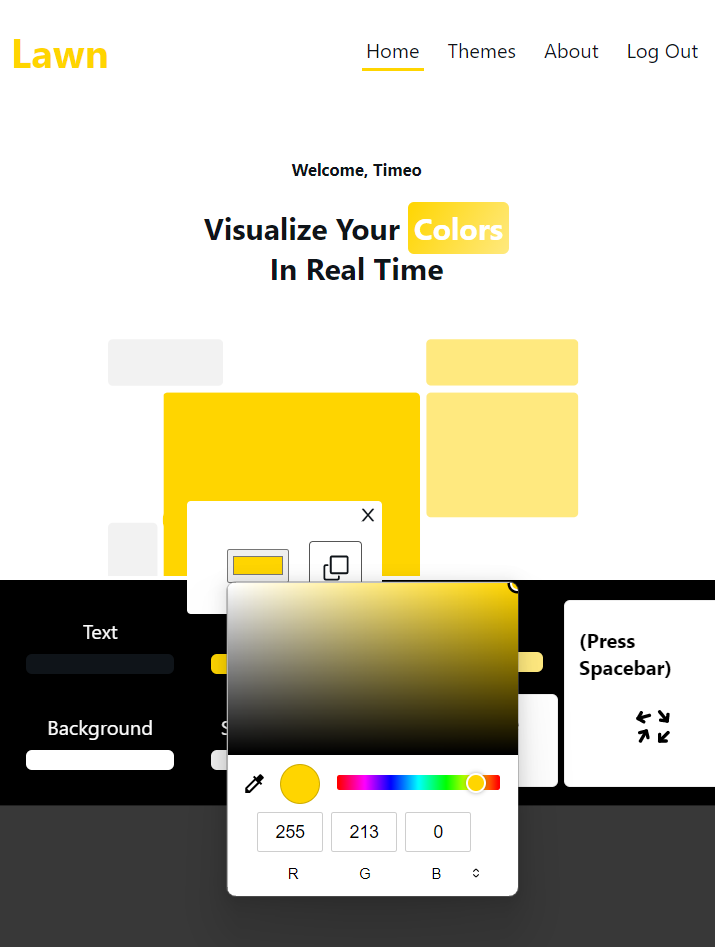 Lawn
Home Themes About Log Out
Welcome, Timeo
Visualize Your Colors
In Real Time
X
Text
(Press
Spacebar)
Background
255 213 0
R G B